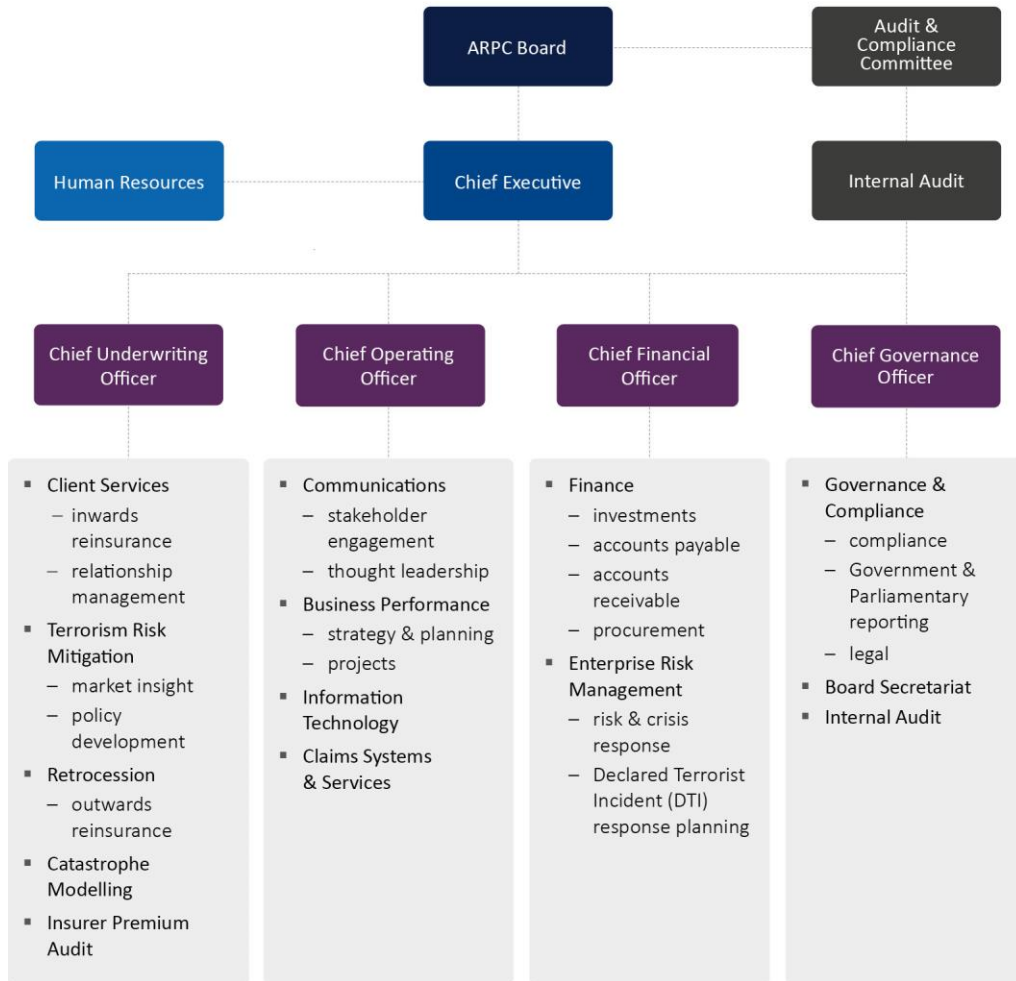 ARPC Board
Audit &
Compliance
Committee
Human Resources
Chief Executive
Internal Audit
Chief Underwriting
Officer
Chief Operating
Officer
Chief Financial
Officer
Chief Governance
Officer
▪ Client Services
– inwards
reinsurance
– relationship
management
▪ Terrorism Risk
Mitigation
– market insight
– policy
development
▪ Retrocession
– outwards
reinsurance
▪ Catastrophe
Modelling
▪ Insurer Premium
Audit
▪ Communications
– stakeholder
engagement
– thought leadership
▪ Business Performance
– strategy & planning
– projects
▪ Information
Technology
▪ Claims Systems
& Services
▪ Finance
– investments
– accounts payable
– accounts
receivable
– procurement
▪ Enterprise Risk
Management
– risk & crisis
response
– Declared Terrorist
Incident (DTI)
response planning
▪ Governance &
Compliance
– compliance
– Government &
Parliamentary
reporting
– legal
▪ Board Secretariat
▪ Internal Audit